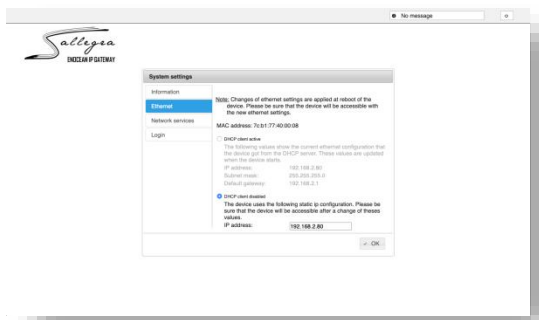 No message
Sallegra
ENOCEAN IP GATEWAY
System settings
Information
Ethernet
Network services
Login
Note: Changes of ethernet settings are applied at reboot of the
device. Please be sure that the device will be accessible with
the new ethernet settings.
MAC address: 7c:b1:77:40:00:08
DHCP client active
The following values show the current ethernet configuration that
the device got from the DHCP server. These values are updated
when the device starts.
IP address: 192.168.2.80
Subnet mask: 255.255.255.0
Default gateway: 192.168.2.1
DHCP client disabled
The device uses the following static ip configuration. Please be
sure that the device will be accessible after a change of theses
values.
IP address: 192.168.2.80
OK